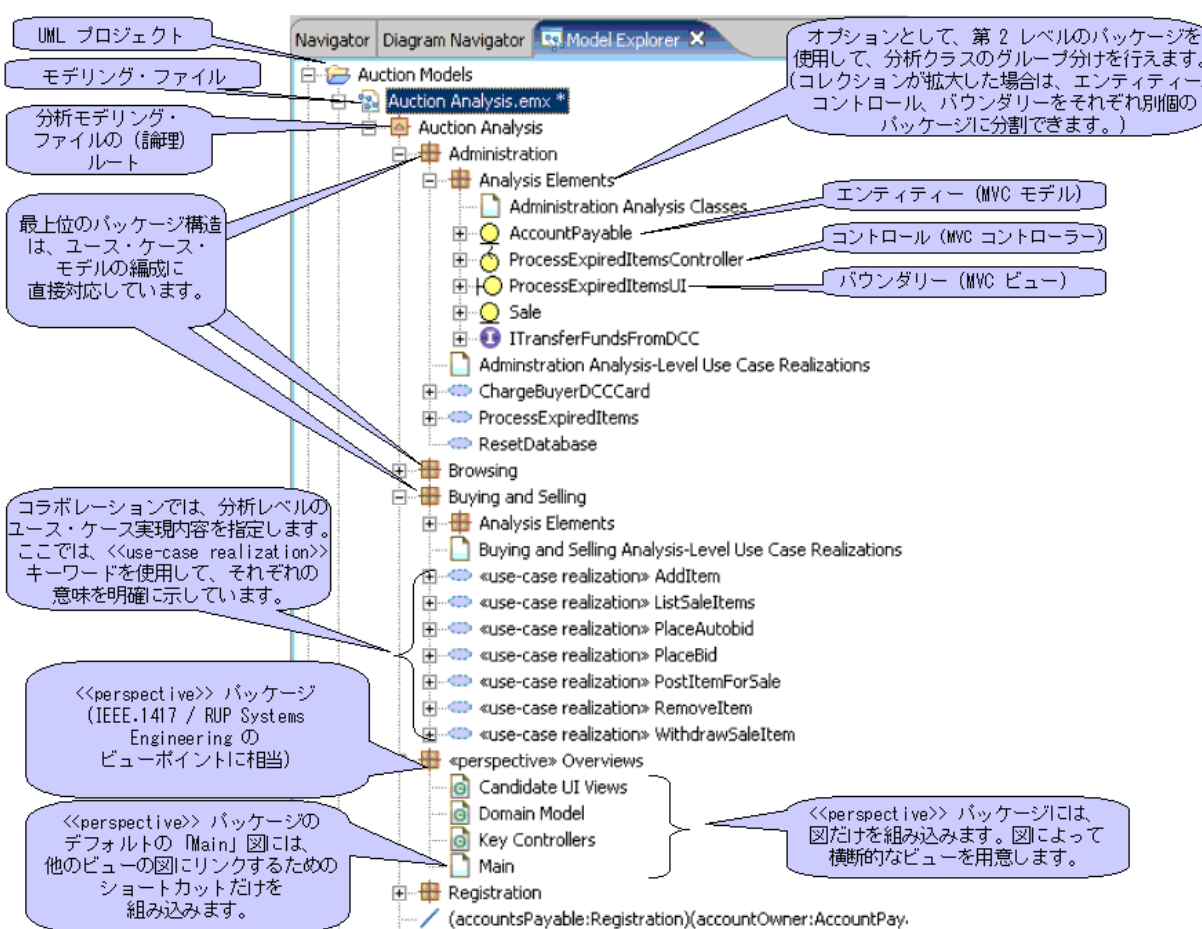 UML プロジェクト
モデリング・ファイル
分析モデリング・
ファイルの (論理)
ルート
最上位のパッケージ構造
は、ユース・ケース・
モデルの編成に
直接対応しています。
コラボレーションでは、分析レベルの
ユース・ケース実現内容を指定します。
ここでは、<<use-case realization>>
キーワードを使用して、それぞれの
意味を明確に示しています。
<<perspective>> パッケージ
(IEEE.1417 / RUP Systems
Engineering の
ビューポイントに相当)
<<perspective>> パッケージの
デフォルトの「Main」図には、
他のビューの図にリンクするための
ショートカットだけを
組み込みます。
Navigator Diagram Navigator Model Explorer
Auction Models
Auction Analysis.emx *
Auction Analysis
Administration
Analysis Elements
Administration Analysis Classes
AccountPayable
ProcessExpiredItemsController
ProcessExpiredItemsUI
Sale
ITransferFundsFromDCC
Adminstration Analysis-Level Use Case Realizations
ChargeBuyerDCCCard
ProcessExpiredItems
ResetDatabase
Browsing
Buying and Selling
Analysis Elements
Buying and Selling Analysis-Level Use Case Realizations
«use-case realization» AddItem
«use-case realization» ListSaleItems
«use-case realization» PlaceAutobid
«use-case realization» PlaceBid
«use-case realization» PostItemForSale
«use-case realization» RemoveItem
«use-case realization» WithdrawSaleItem
«perspective» Overviews
Candidate UI Views
Domain Model
Key Controllers
Main
Registration
(accountsPayable:Registration)(accountOwner:AccountPay.
オプションとして、第 2 レベルのパッケージを
使用して、分析クラスのグループ分けを行えます。
(コレクションが拡大した場合は、エンティティー
コントロール、バウンダリーをそれぞれ別個の
パッケージに分割できます。)
エンティティー (MVC モデル)
コントロール (MVC コントローラー)
バウンダリー (MVC ビュー)
<<perspective>> パッケージには、
図だけを組み込みます。図によって
横断的なビューを用意します。